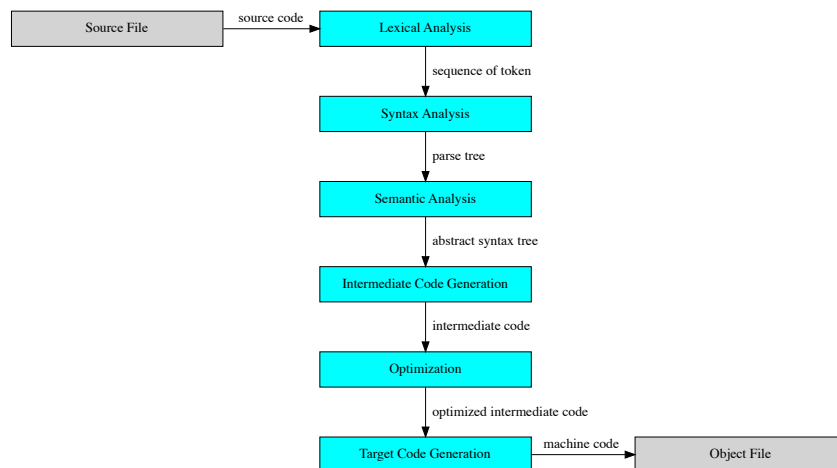 Source File
source code
Lexical Analysis
sequence of token
Syntax Analysis
parse tree
Semantic Analysis
abstract syntax tree
Intermediate Code Generation
intermediate code
Optimization
optimized intermediate code
Target Code Generation
machine code
Object File